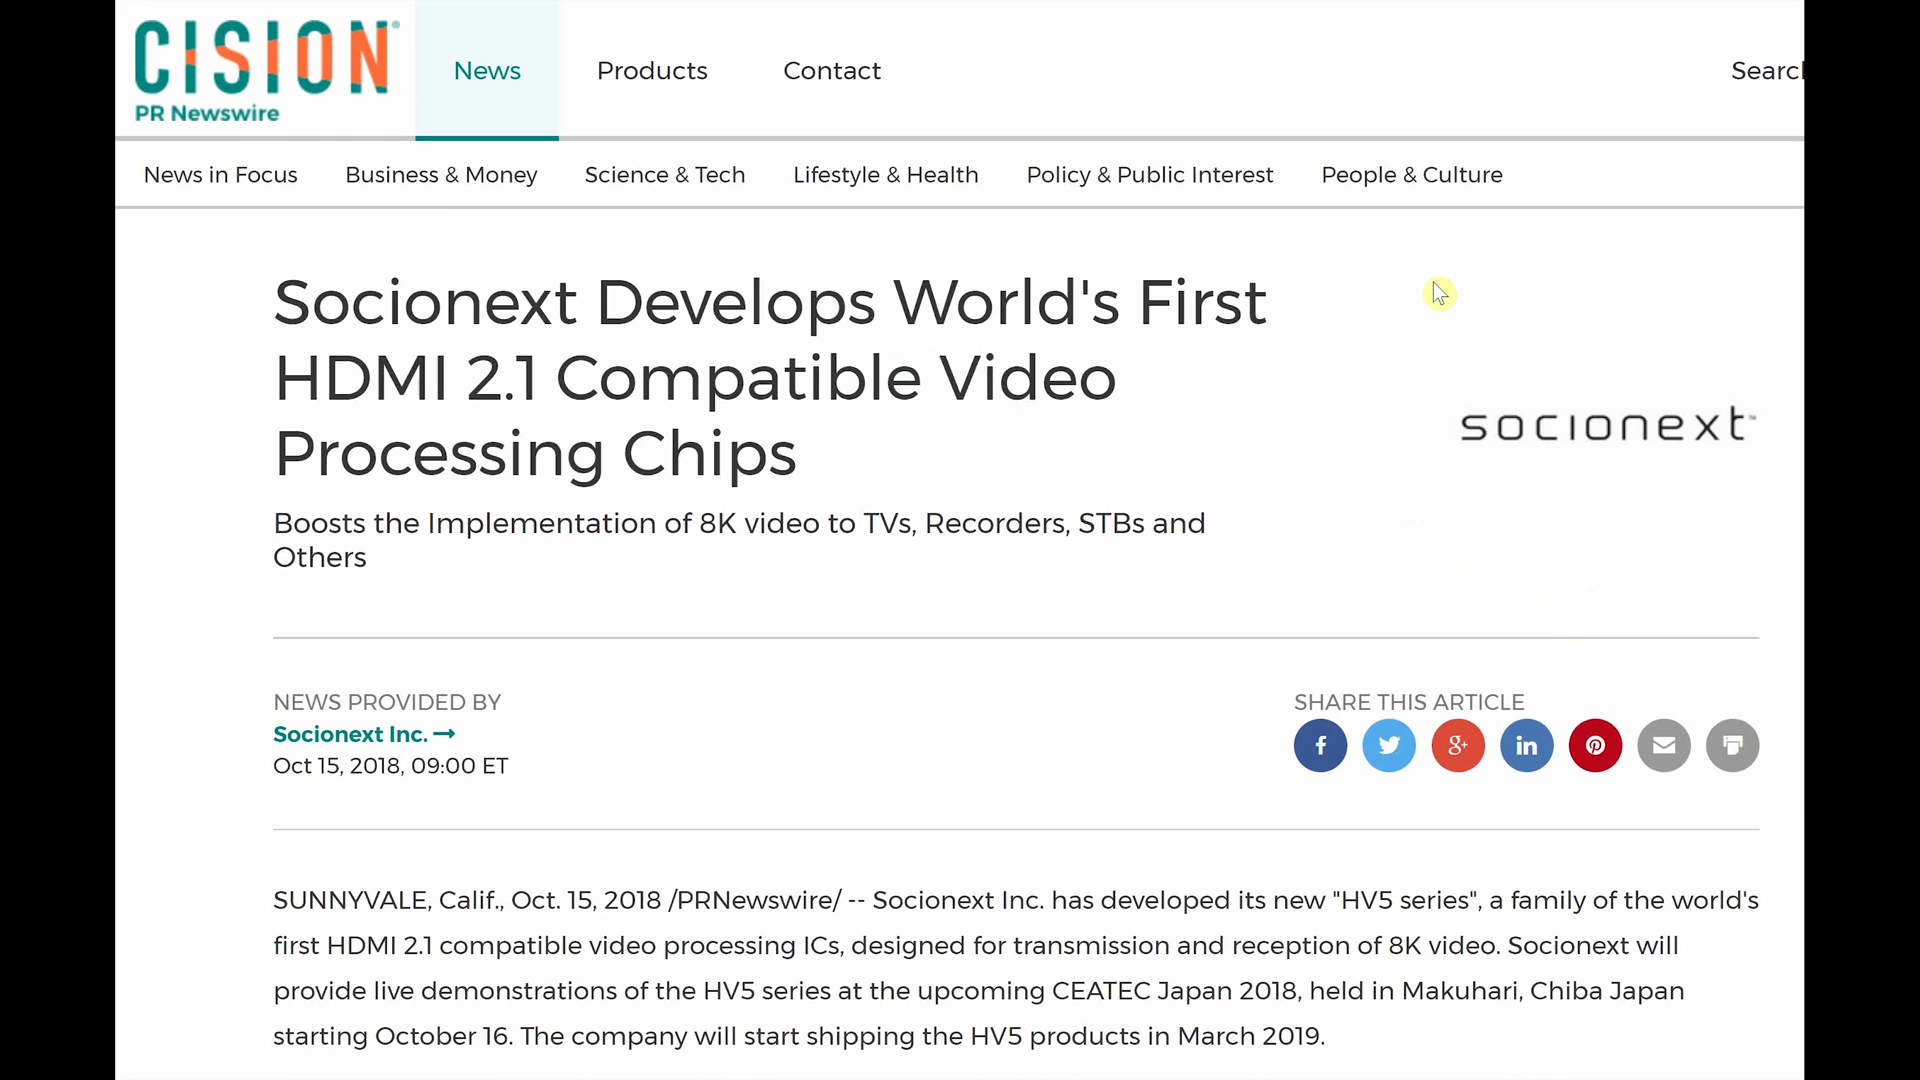 CISION®
PR Newswire
News Products Contact Search
News in Focus Business & Money Science & Tech Lifestyle & Health Policy & Public Interest People & Culture
Socionext Develops World's First
HDMI 2.1 Compatible Video
Processing Chips
socionext™
Boosts the Implementation of 8K video to TVs, Recorders, STBs and
Others
NEWS PROVIDED BY
Socionext Inc. →
Oct 15, 2018, 09:00 ET
SHARE THIS ARTICLE
SUNNYVALE, Calif., Oct. 15, 2018 /PRNewswire/ -- Socionext Inc. has developed its new "HV5 series", a family of the world's
first HDMI 2.1 compatible video processing ICs, designed for transmission and reception of 8K video. Socionext will
provide live demonstrations of the HV5 series at the upcoming CEATEC Japan 2018, held in Makuhari, Chiba Japan
starting October 16. The company will start shipping the HV5 products in March 2019.